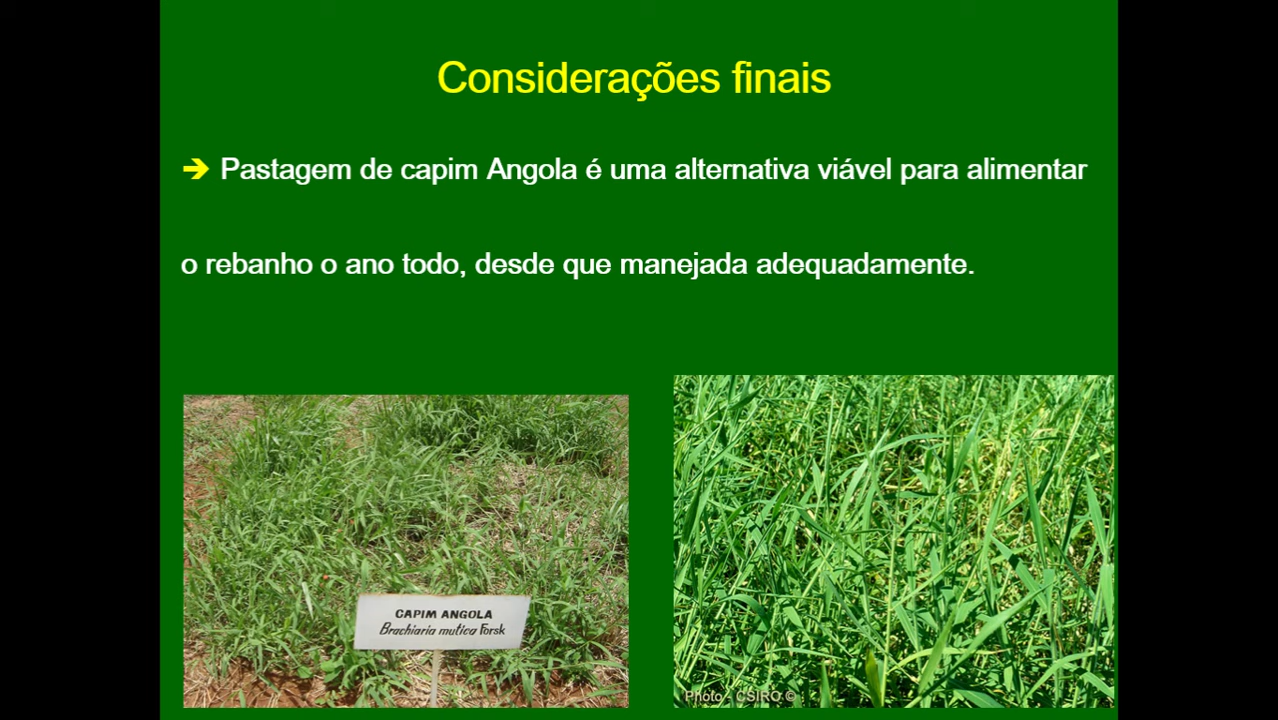 Considerações finais
➔ Pastagem de capim Angola é uma alternativa viável para alimentar
o rebanho o ano todo, desde que manejada adequadamente.
CAPIM ANGOLA
Brachiaria mutica Forsk
Photo - CSIRO ©